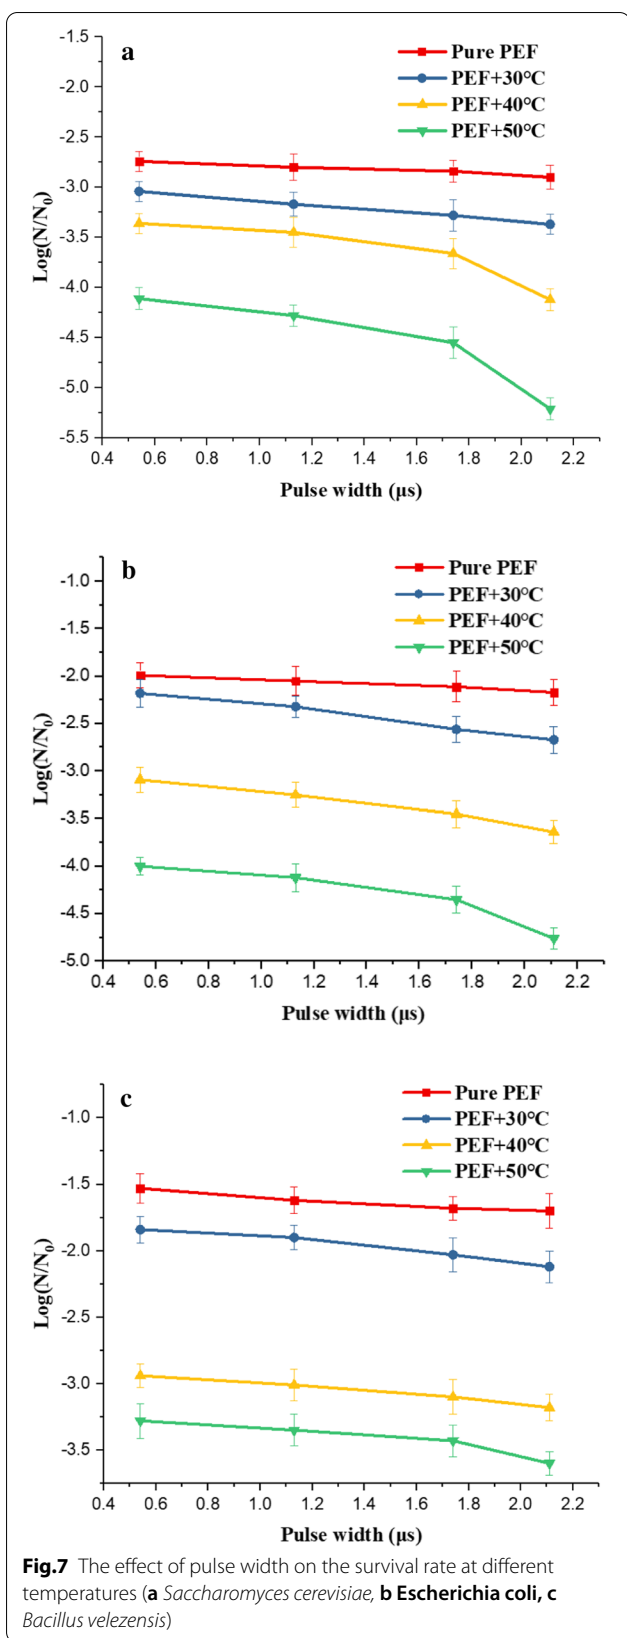 a
Pure PEF
PEF+30°C
PEF+40°C
PEF+50°C
-1.5
-2.0
-2.5
-3.0
-3.5
-4.0
-4.5
-5.0
-5.5
Log(N/N₀)
0.4 0.6 0.8 1.0 1.2 1.4 1.6 1.8 2.0 2.2
Pulse width (μs)
b
Pure PEF
PEF+30°C
PEF+40°C
PEF+50°C
-1.0
-1.5
-2.0
-2.5
-3.0
-3.5
-4.0
-4.5
-5.0
Log(N/N₀)
0.4 0.6 0.8 1.0 1.2 1.4 1.6 1.8 2.0 2.2
Pulse width (μs)
c
Pure PEF
PEF+30°C
PEF+40°C
PEF+50°C
-1.0
-1.5
-2.0
-2.5
-3.0
-3.5
Log(N/N₀)
0.4 0.6 0.8 1.0 1.2 1.4 1.6 1.8 2.0 2.2
Pulse width (μs)
Fig.7 The effect of pulse width on the survival rate at different
temperatures (a Saccharomyces cerevisiae, b Escherichia coli, c
Bacillus velezensis)